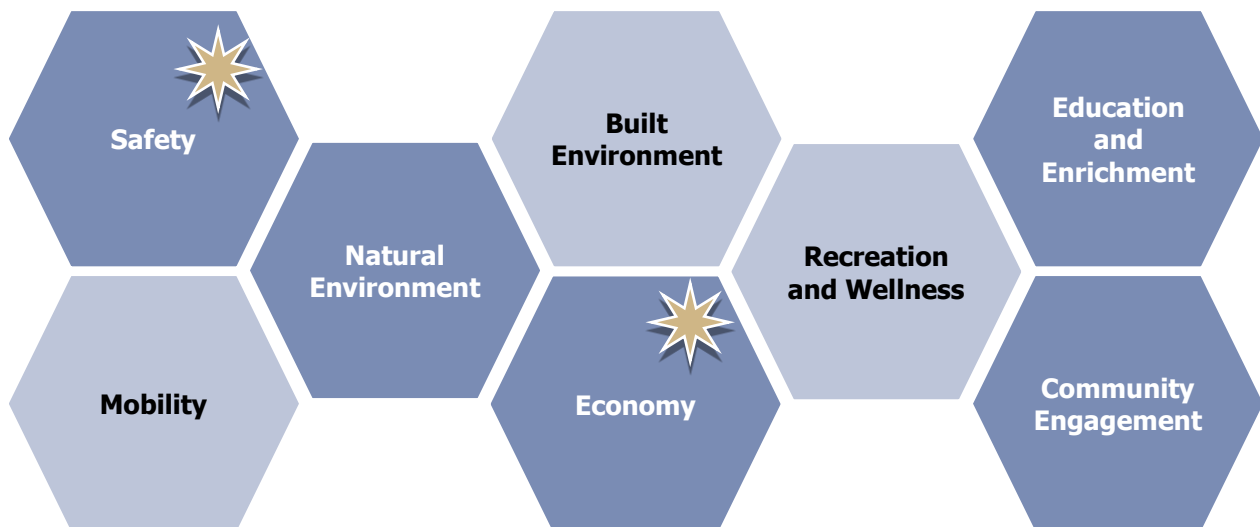 Safety
Built
Environment
Education
and
Enrichment
Natural
Environment
Recreation
and Wellness
Mobility
Economy
Community
Engagement